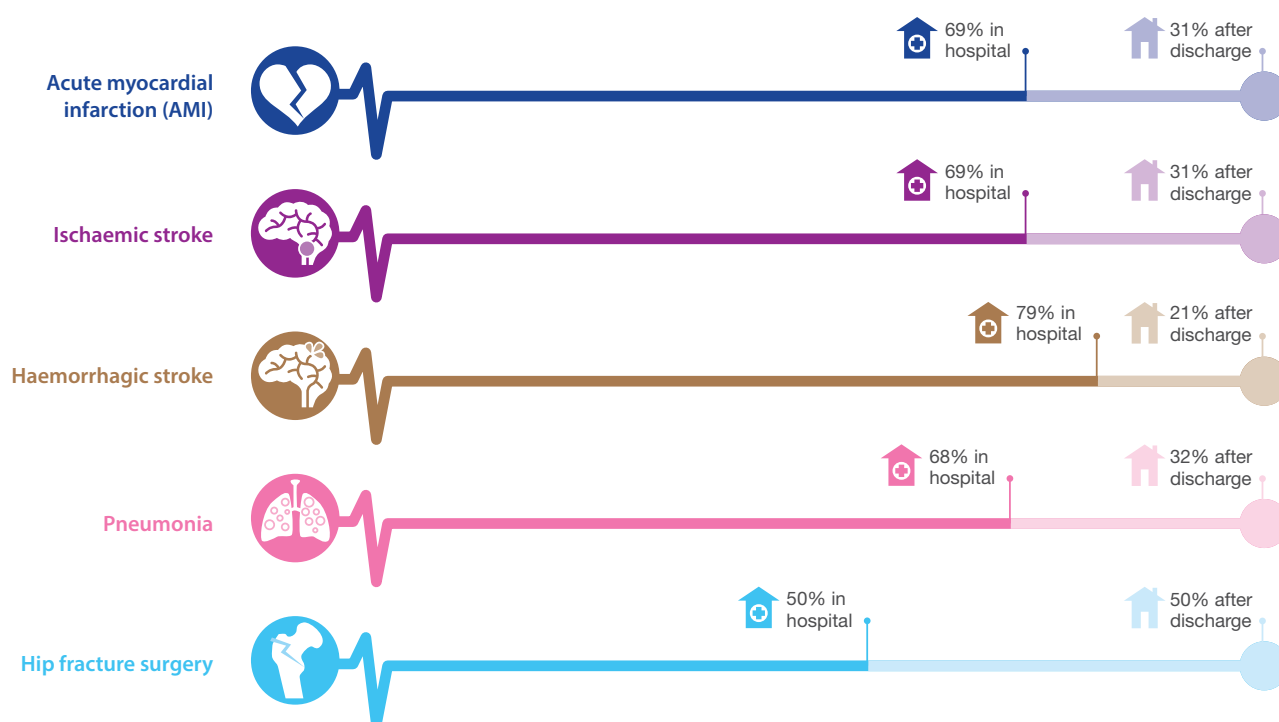 Acute myocardial
infarction (AMI)
69% in
hospital
31% after
discharge
Ischaemic stroke
69% in
hospital
31% after
discharge
Haemorrhagic stroke
79% in
hospital
21% after
discharge
Pneumonia
68% in
hospital
32% after
discharge
Hip fracture surgery
50% in
hospital
50% after
discharge